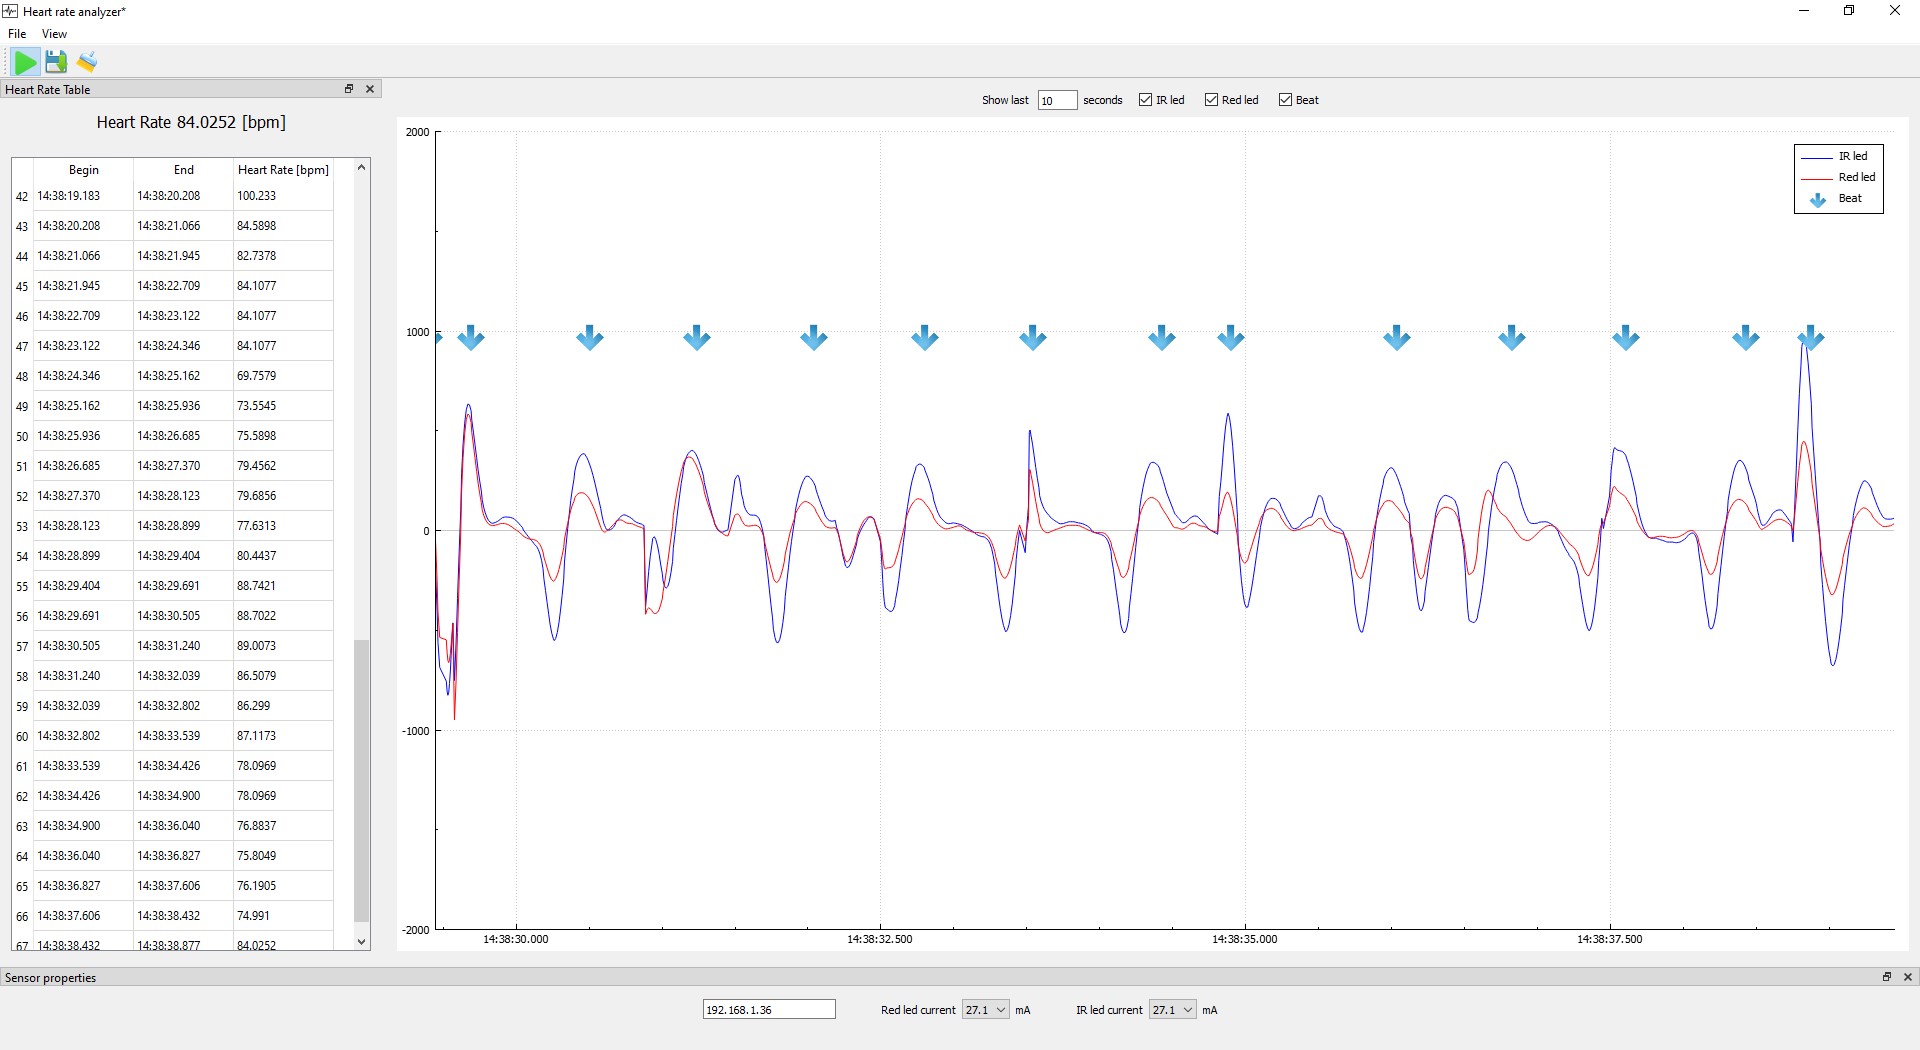 Heart rate analyzer*
File View
Heart Rate Table
Heart Rate 84.0252 [bpm]
Begin End Heart Rate [bpm]
42 14:38:19.183 14:38:20.208 100.233
43 14:38:20.208 14:38:21.066 84.5898
44 14:38:21.066 14:38:21.945 82.7378
45 14:38:21.945 14:38:22.709 84.1077
46 14:38:22.709 14:38:23.122 84.1077
47 14:38:23.122 14:38:24.346 84.1077
48 14:38:24.346 14:38:25.162 69.7579
49 14:38:25.162 14:38:25.936 73.5545
50 14:38:25.936 14:38:26.685 75.5898
51 14:38:26.685 14:38:27.370 79.4562
52 14:38:27.370 14:38:28.123 79.6856
53 14:38:28.123 14:38:28.899 77.6313
54 14:38:28.899 14:38:29.404 80.4437
55 14:38:29.404 14:38:29.691 88.7421
56 14:38:29.691 14:38:30.505 88.7022
57 14:38:30.505 14:38:31.240 89.0073
58 14:38:31.240 14:38:32.039 86.5079
59 14:38:32.039 14:38:32.802 86.299
60 14:38:32.802 14:38:33.539 87.1173
61 14:38:33.539 14:38:34.426 78.0969
62 14:38:34.426 14:38:34.900 78.0969
63 14:38:34.900 14:38:36.040 76.8837
64 14:38:36.040 14:38:36.827 75.8049
65 14:38:36.827 14:38:37.606 76.1905
66 14:38:37.606 14:38:38.432 74.991
67 14:38:38.432 14:38:38.877 84.0252
Show last 10 seconds IR led Red led Beat
2000
1000
0
-1000
-2000
14:38:30.000 14:38:32.500 14:38:35.000 14:38:37.500
IR led
Red led
Beat
Sensor properties
192.168.1.36 Red led current 27.1 mA IR led current 27.1 mA